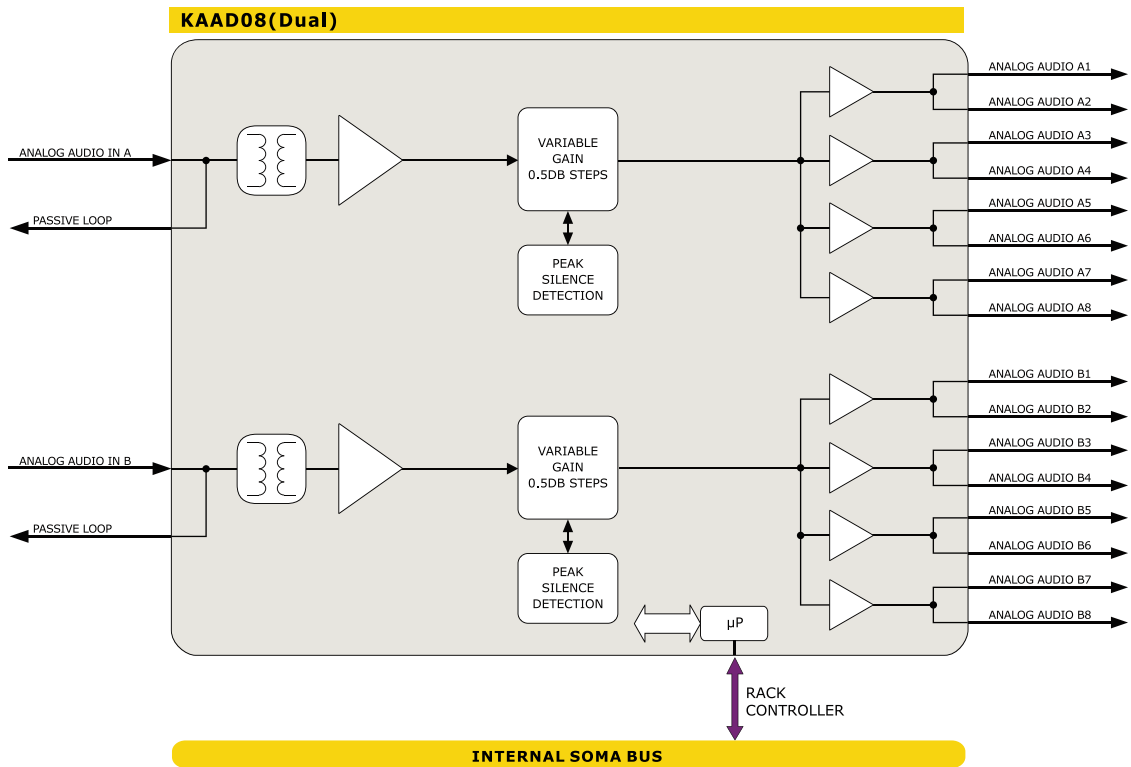 KAAD08(Dual)
ANALOG AUDIO IN A
PASSIVE LOOP
VARIABLE
GAIN
0.5DB STEPS
PEAK
SILENCE
DETECTION
ANALOG AUDIO A1
ANALOG AUDIO A2
ANALOG AUDIO A3
ANALOG AUDIO A4
ANALOG AUDIO A5
ANALOG AUDIO A6
ANALOG AUDIO A7
ANALOG AUDIO A8
ANALOG AUDIO IN B
PASSIVE LOOP
VARIABLE
GAIN
0.5DB STEPS
PEAK
SILENCE
DETECTION
ANALOG AUDIO B1
ANALOG AUDIO B2
ANALOG AUDIO B3
ANALOG AUDIO B4
ANALOG AUDIO B5
ANALOG AUDIO B6
ANALOG AUDIO B7
ANALOG AUDIO B8
µP
RACK
CONTROLLER
INTERNAL SOMA BUS